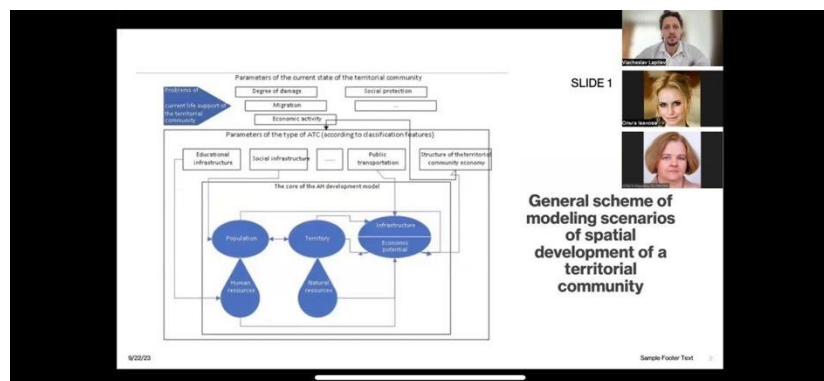 Parameters of the current state of the territorial community
Problems of
current life support of
the territorial
community
Degree of damage
Social protection
Migration
...
Economic activity
Parameters of the type of ATC (according to classification features)
Educational
infrastructure
Social infrastructure
......
Public
transportation
Structure of the territorial
community economy
The core of the AH development model
Population
Territory
Infrastructure
Economic
potential
Human
resources
Natural
resources
SLIDE 1
General scheme of
modeling scenarios
of spatial
development of a
territorial
community
Viacheslav Lapliev
9/22/23
Sample Footer Text
2